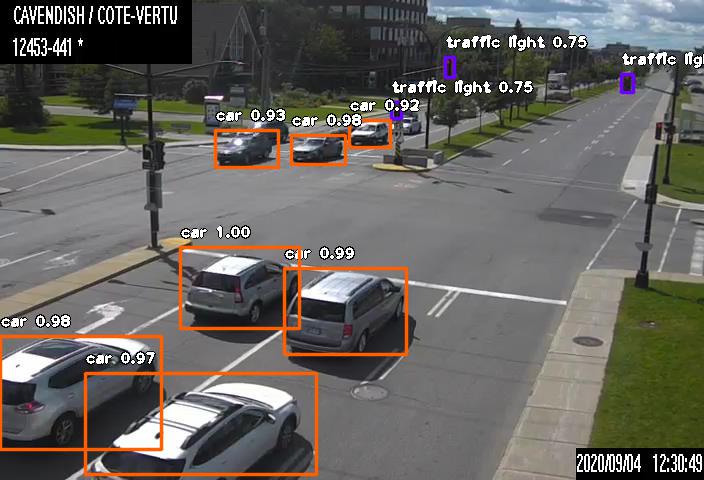 CAVENDISH / COTE-VERTU
12453-441 *
traffic light 0.75
traffic l
traffic light 0.75
car 0.92
car 0.93
car 0.98
car 1.00
car 0.99
car 0.98
car 0.97
2020/09/04 12:30:49